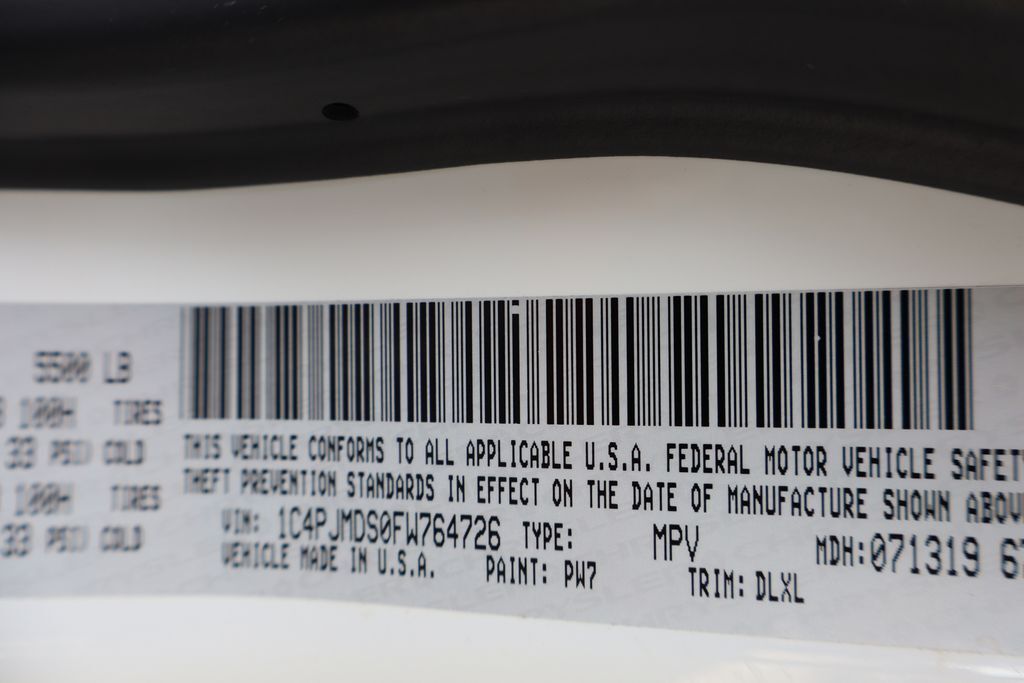 5500 LB
100H TIRES
33 PSI) COLD
100H TIRES
33 PSI) COLD
THIS VEHICLE CONFORMS TO ALL APPLICABLE U.S.A. FEDERAL MOTOR VEHICLE SAFETY
THEFT PREVENTION STANDARDS IN EFFECT ON THE DATE OF MANUFACTURE SHOWN ABOV
VIN: 1C4PJMDS0FW764726 TYPE: MPV MDH:071319 67
VEHICLE MADE IN U.S.A. PAINT: PW7 TRIM: DLXL